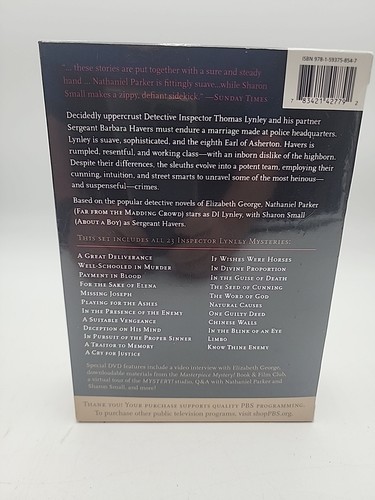 ISBN 978-1-59375-854-7
7 83421 42779 2
"... these stories are put together with a sure and steady
hand ... Nathaniel Parker is fittingly suave...while Sharon
Small makes a zippy, defiant sidekick." —Sunday Times
Decidedly uppercrust Detective Inspector Thomas Lynley and his partner
Sergeant Barbara Havers must endure a marriage made at police headquarters.
Lynley is suave, sophisticated, and the eighth Earl of Asherton. Havers is
rumpled, resentful, and working class—with an inborn dislike of the highborn.
Despite their differences, the sleuths evolve into a potent team, employing their
cunning, intuition, and street smarts to unravel some of the most heinous—
and suspenseful—crimes.
Based on the popular detective novels of Elizabeth George, Nathaniel Parker
(Far from the Madding Crowd) stars as DI Lynley, with Sharon Small
(About a Boy) as Sergeant Havers.
This set includes all 23 Inspector Lynley Mysteries:
A Great Deliverance
Well-Schooled in Murder
Payment in Blood
For the Sake of Elena
Missing Joseph
Playing for the Ashes
In the Presence of the Enemy
A Suitable Vengeance
Deception on His Mind
In Pursuit of the Proper Sinner
A Traitor to Memory
A Cry for Justice
If Wishes Were Horses
In Divine Proportion
In the Guise of Death
The Seed of Cunning
The Word of God
Natural Causes
One Guilty Deed
Chinese Walls
In the Blink of an Eye
Limbo
Know Thine Enemy
Special DVD features include a video interview with Elizabeth George,
downloadable materials from the Masterpiece Mystery! Book & Film Club,
a virtual tour of the MYSTERY! studio, Q&A with Nathaniel Parker and
Sharon Small, and more!
Thank you! Your purchase supports quality PBS programming.
To purchase other public television programs, visit shopPBS.org.